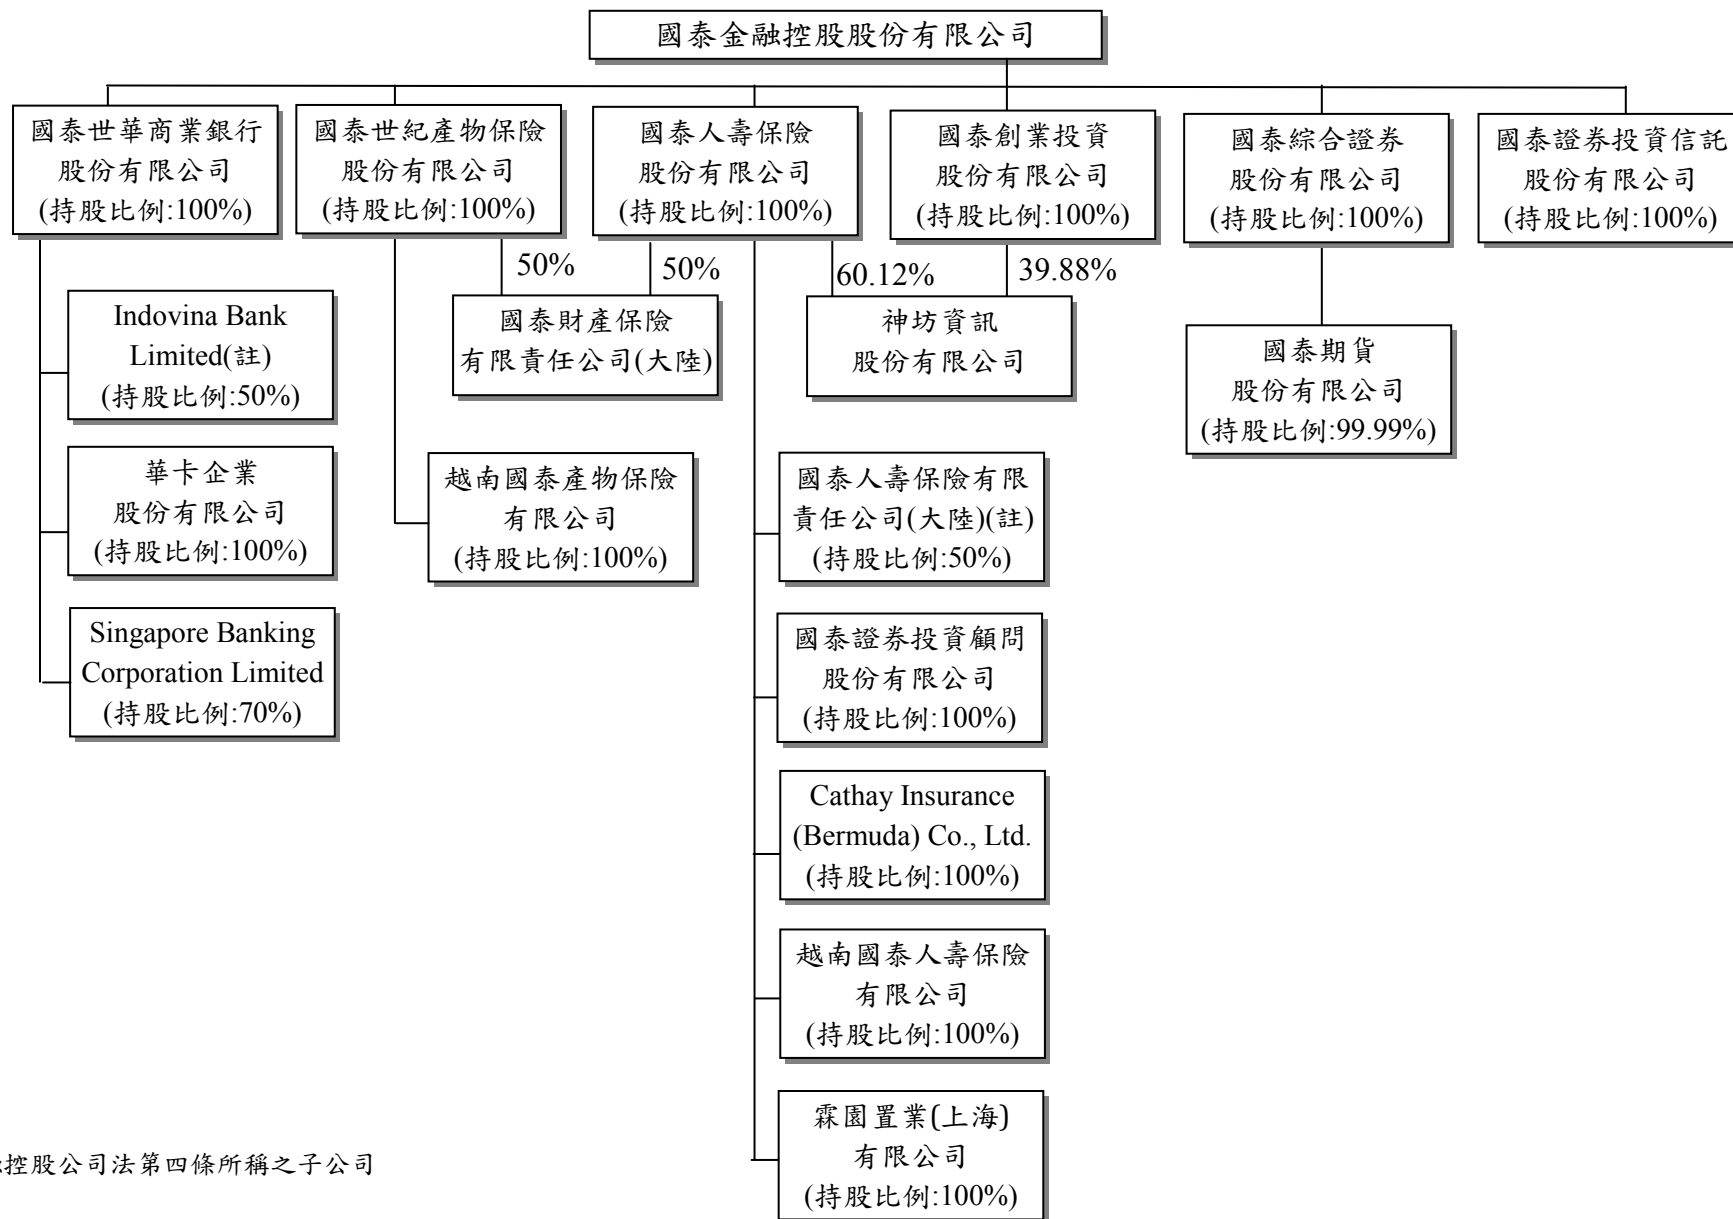 國泰金融控股股份有限公司
國泰世華商業銀行
股份有限公司
(持股比例:100%)
國泰世紀產物保險
股份有限公司
(持股比例:100%)
國泰人壽保險
股份有限公司
(持股比例:100%)
國泰創業投資
股份有限公司
(持股比例:100%)
國泰綜合證券
股份有限公司
(持股比例:100%)
國泰證券投資信託
股份有限公司
(持股比例:100%)
50%
50%
60.12%
39.88%
Indovina Bank
Limited(註)
(持股比例:50%)
國泰財產保險
有限責任公司(大陸)
神坊資訊
股份有限公司
國泰期貨
股份有限公司
(持股比例:99.99%)
華卡企業
股份有限公司
(持股比例:100%)
越南國泰產物保險
有限公司
(持股比例:100%)
國泰人壽保險有限
責任公司(大陸)(註)
(持股比例:50%)
Singapore Banking
Corporation Limited
(持股比例:70%)
國泰證券投資顧問
股份有限公司
(持股比例:100%)
Cathay Insurance
(Bermuda) Co., Ltd.
(持股比例:100%)
越南國泰人壽保險
有限公司
(持股比例:100%)
霖園置業(上海)
有限公司
(持股比例:100%)
控股公司法第四條所稱之子公司